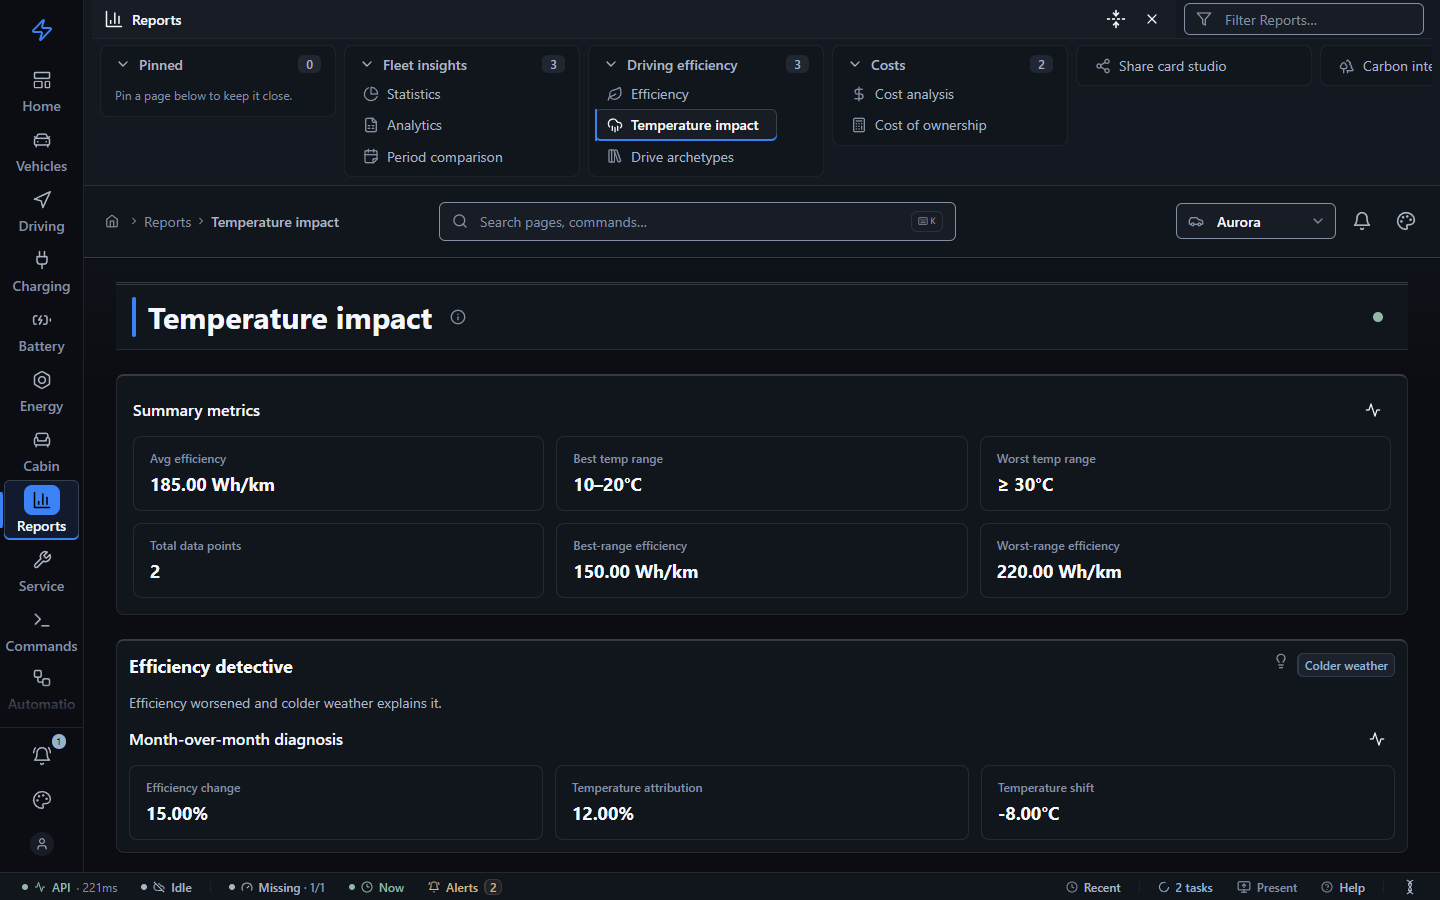 Reports
Filter Reports...
Pinned 0
Pin a page below to keep it close.
Fleet insights 3
Statistics
Analytics
Period comparison
Driving efficiency 3
Efficiency
Temperature impact
Drive archetypes
Costs 2
Cost analysis
Cost of ownership
Share card studio
Carbon inte
Home
Vehicles
Driving
Charging
Battery
Energy
Cabin
Reports
Service
Commands
Automatio
1
Reports > Temperature impact
Search pages, commands... K
Aurora
Temperature impact
Summary metrics
Avg efficiency
185.00 Wh/km
Best temp range
10–20°C
Worst temp range
≥ 30°C
Total data points
2
Best-range efficiency
150.00 Wh/km
Worst-range efficiency
220.00 Wh/km
Efficiency detective
Colder weather
Efficiency worsened and colder weather explains it.
Month-over-month diagnosis
Efficiency change
15.00%
Temperature attribution
12.00%
Temperature shift
-8.00°C
API · 221ms
Idle
Missing · 1/1
Now
Alerts 2
Recent
2 tasks
Present
Help